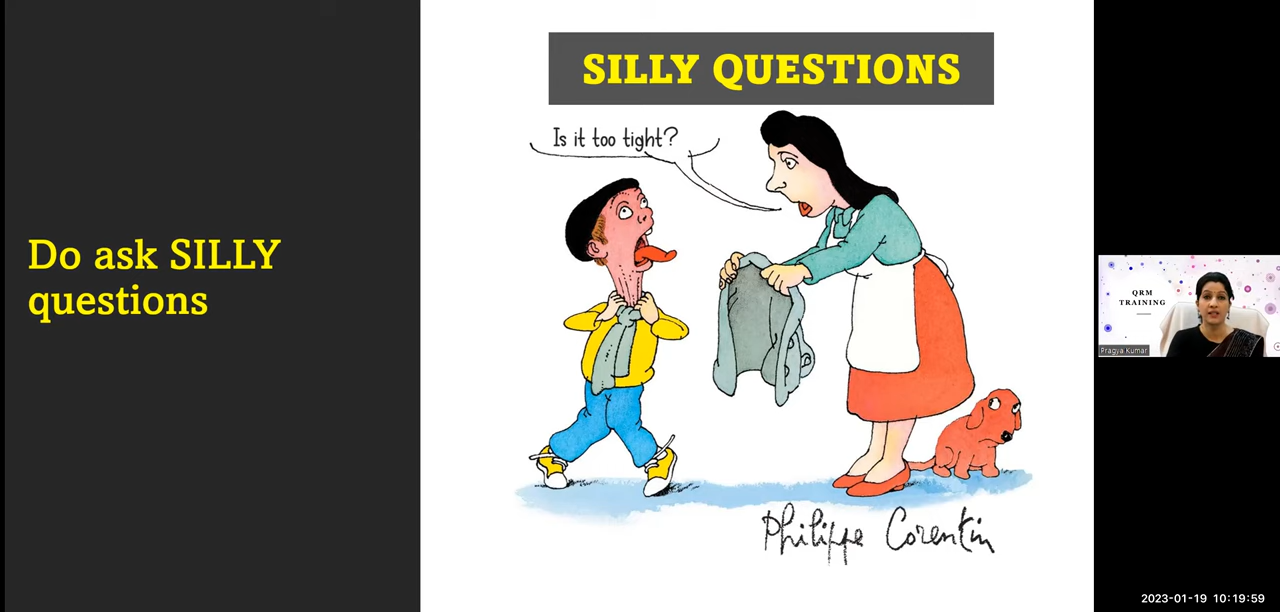 Do ask SILLY
questions
SILLY QUESTIONS
Is it too tight?
Philippe Corentin
QRM
TRAINING
Pragya Kumar
2023-01-19 10:19:59